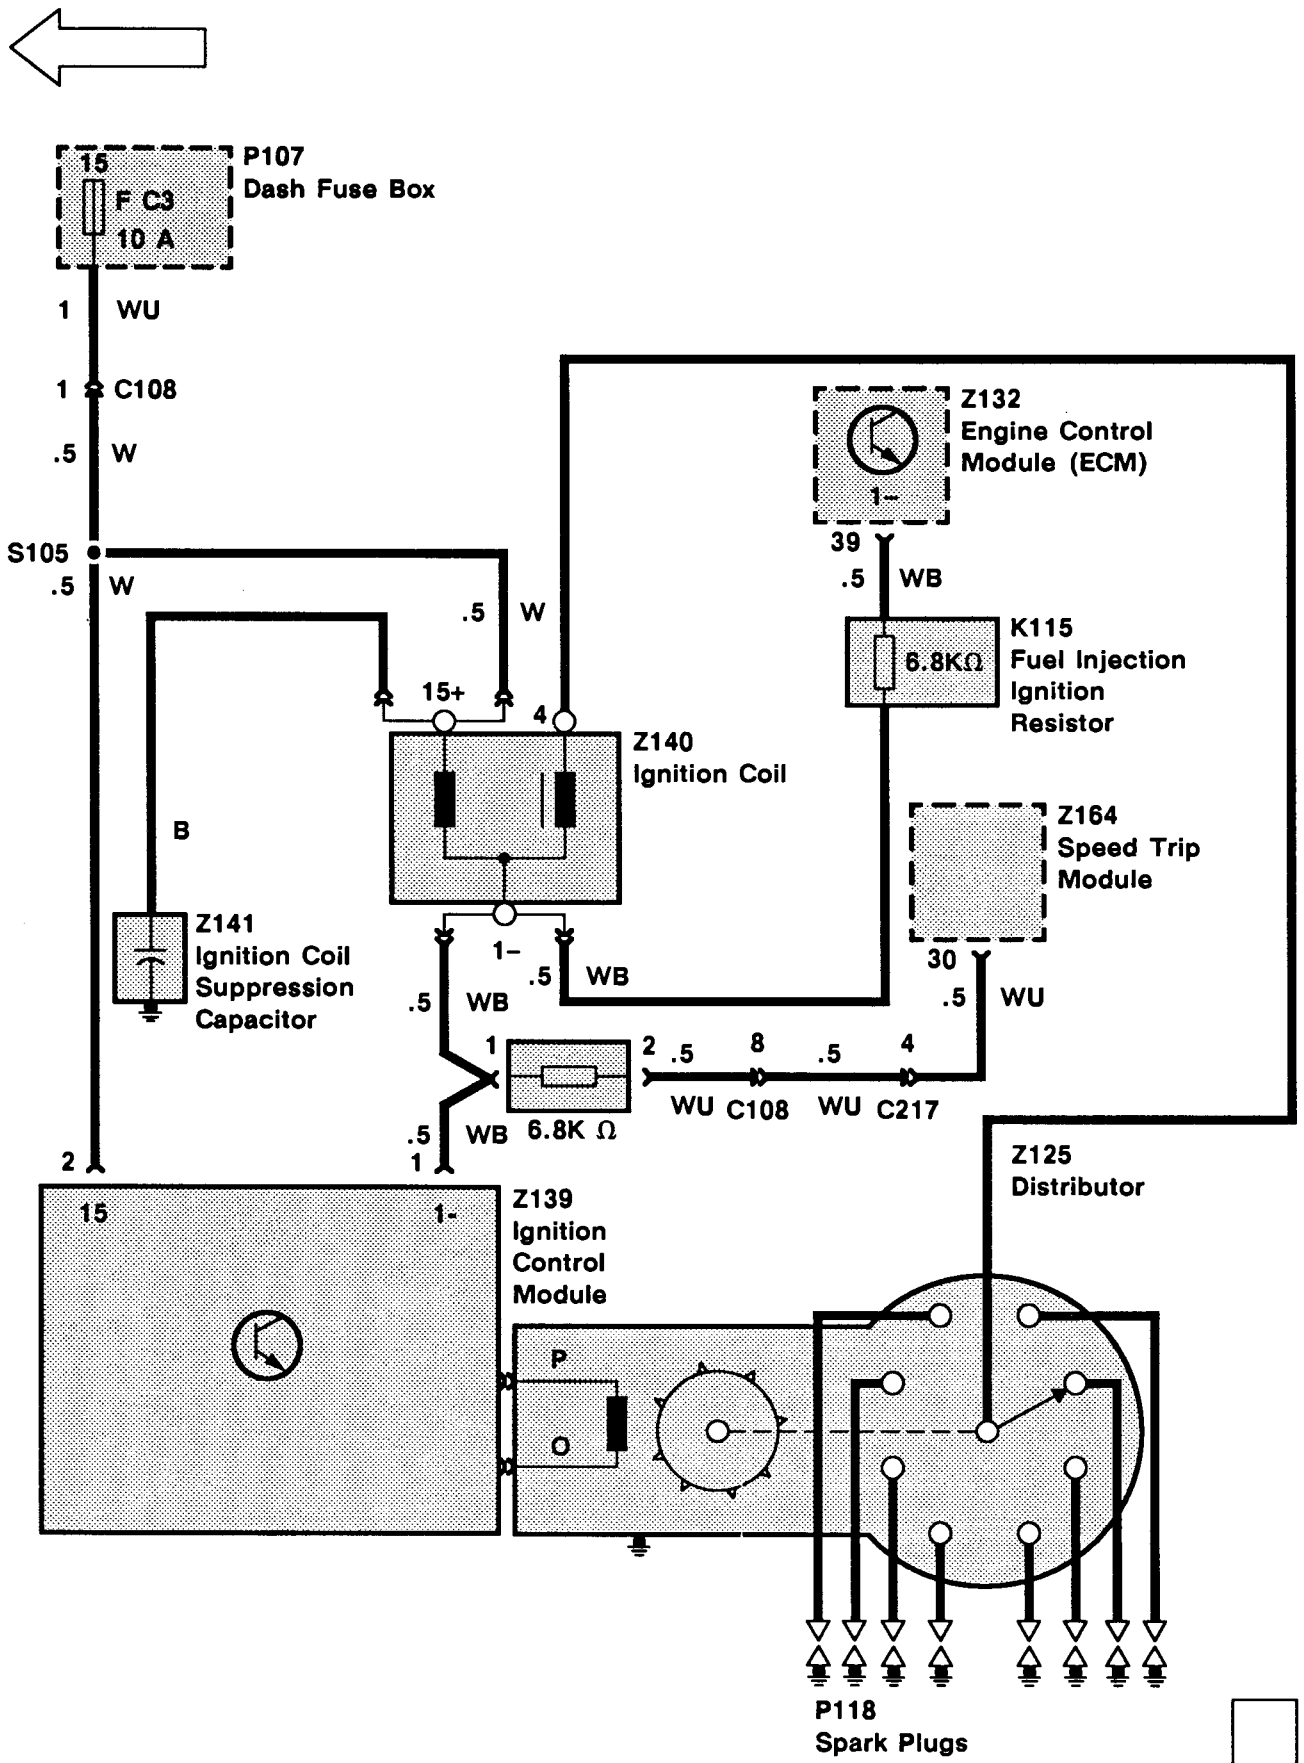 15
P107
Dash Fuse Box
F C3
10 A
1 WU
1 C108
.5 W
S105
.5 W
.5 W
Z132
Engine Control
Module (ECM)
1-
39
.5 WB
K115
Fuel Injection
Ignition
Resistor
6.8KΩ
15+
4
Z140
Ignition Coil
B
Z164
Speed Trip
Module
Z141
Ignition Coil
Suppression
Capacitor
1-
.5 WB
30
.5 WU
.5 WB
1
2 .5 8 .5 4
WU C108 WU C217
6.8K Ω
.5 WB
2
1
Z125
Distributor
15
1-
Z139
Ignition
Control
Module
P
O
P118
Spark Plugs